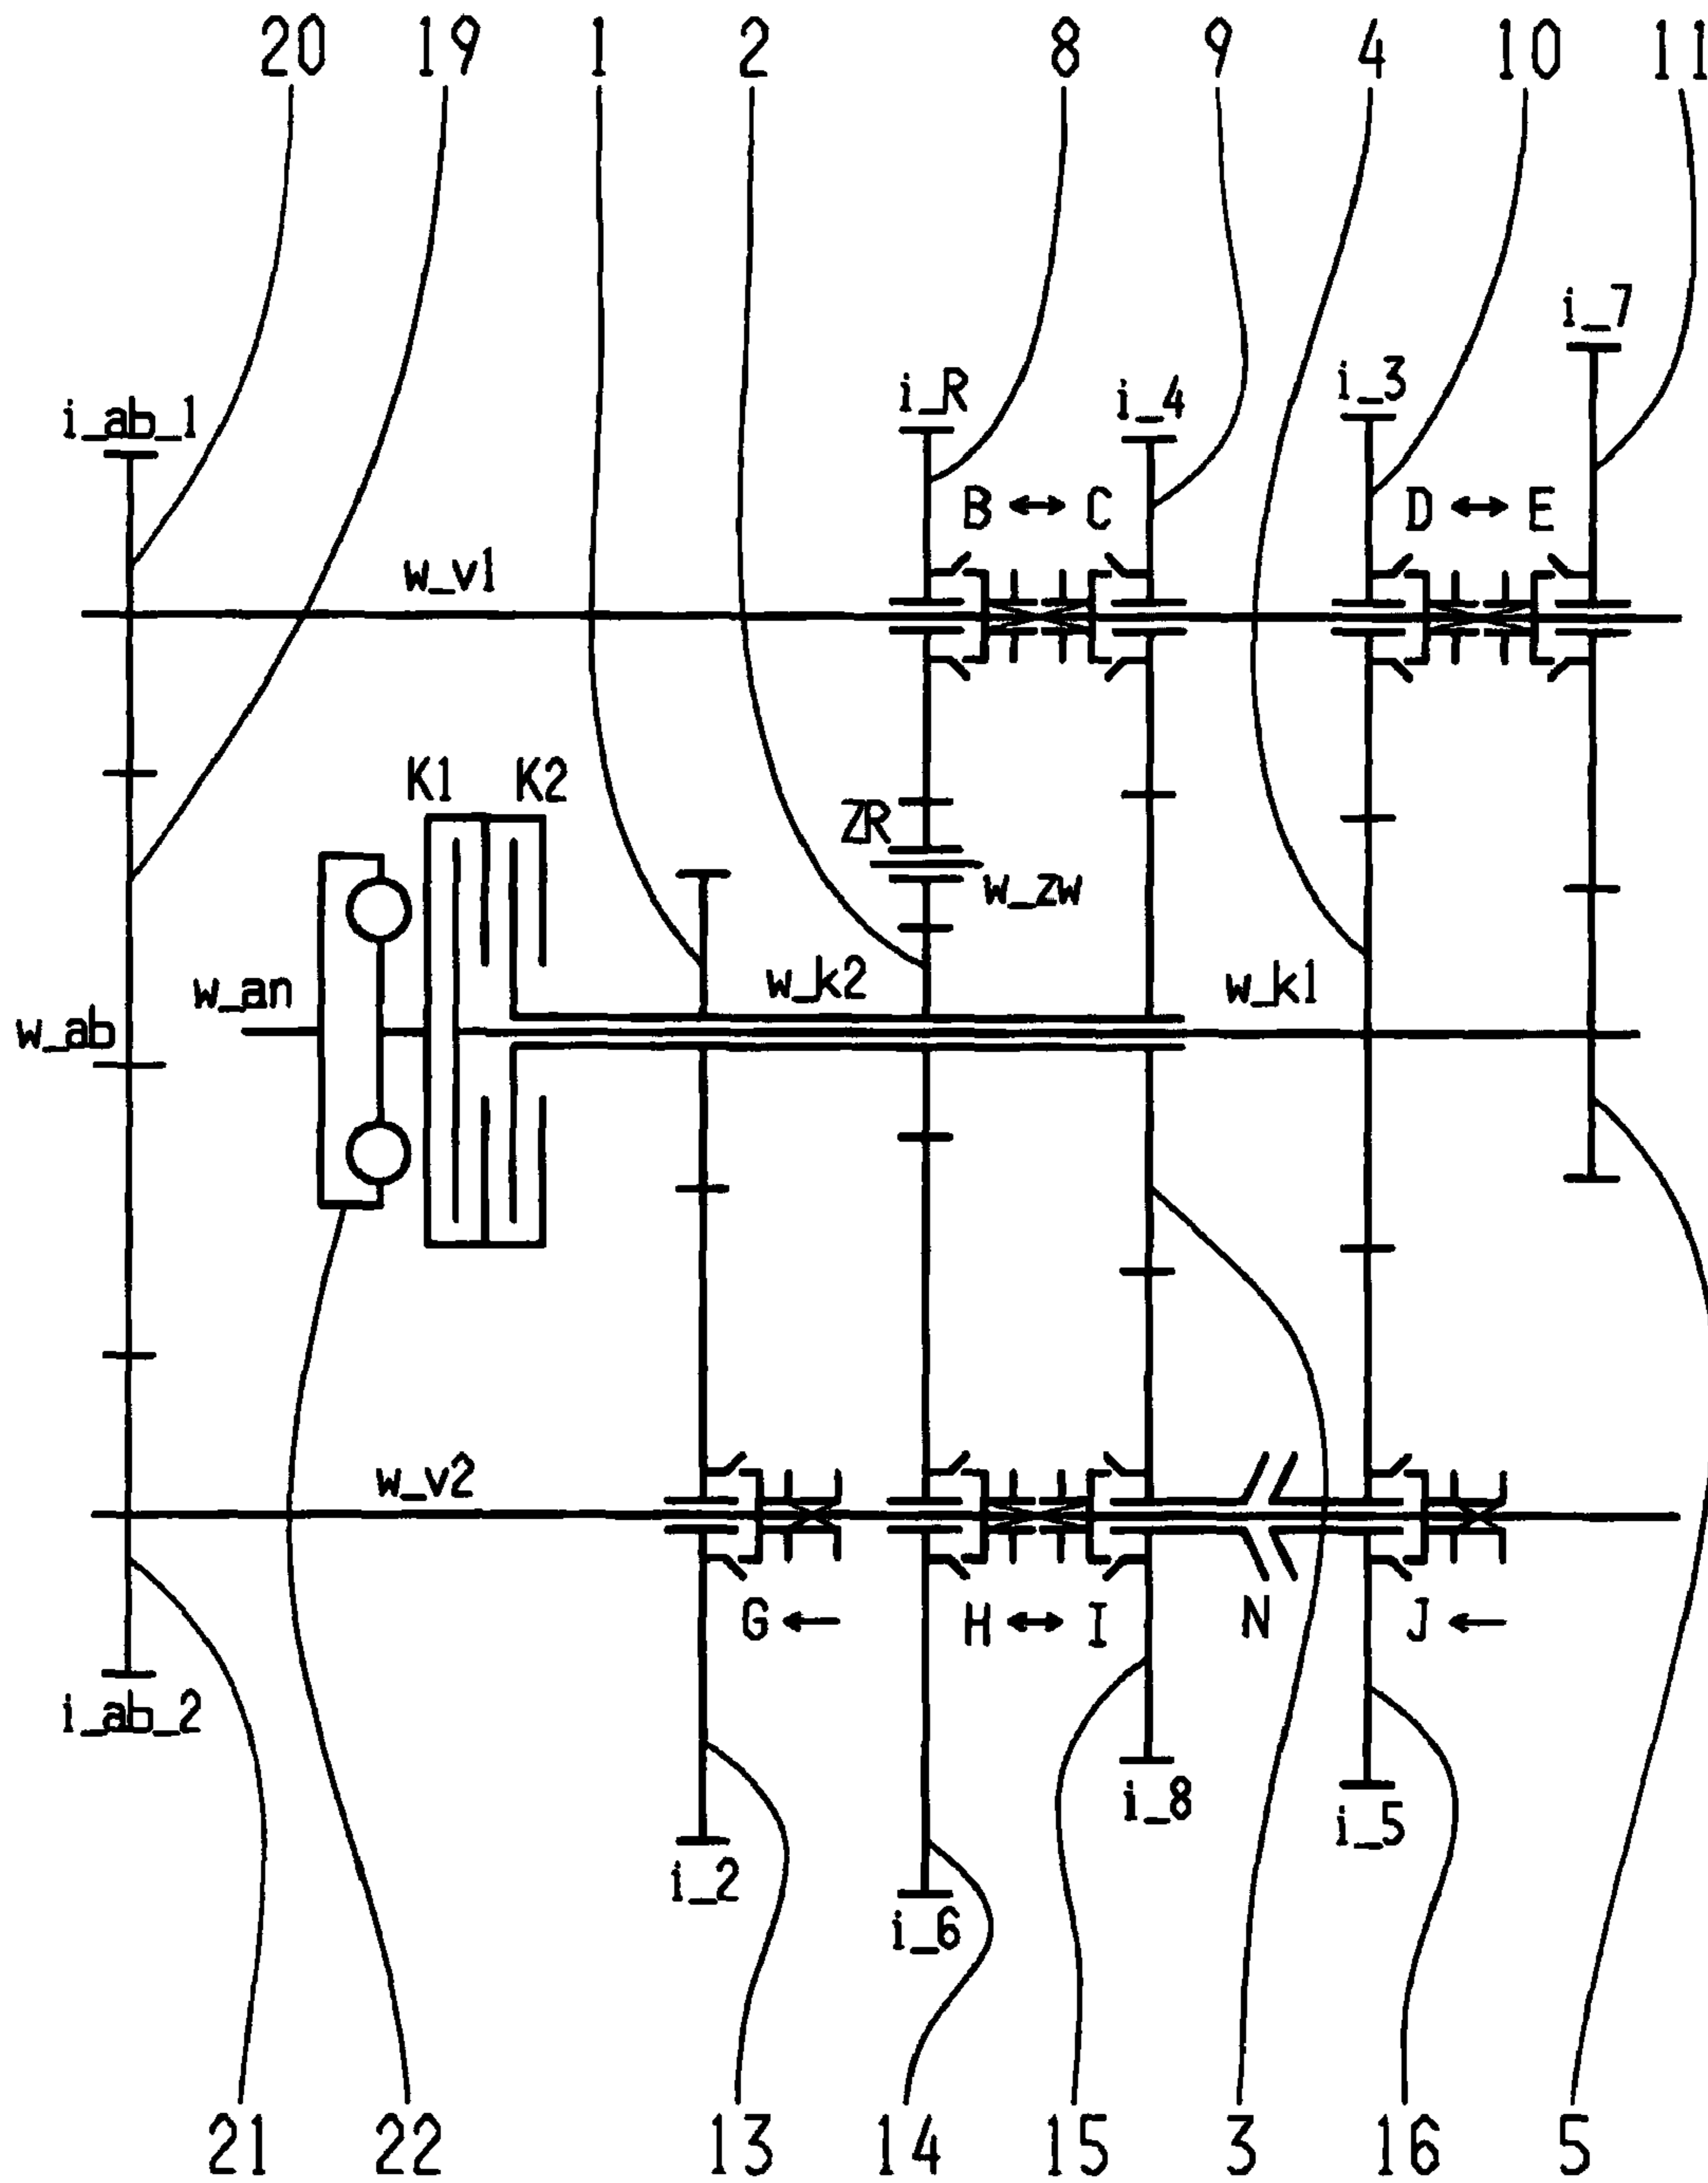 20 19 1 2 8 9 4 10 11
i_7
i_3
i_R i_4
i_ab_1
B ↔ C D ↔ E
w_v1
K1 K2
ZR
w_zw
w_k2 w_k1
w_an
w_ab
w_v2
G ← H ↔ I N J ←
i_ab_2
i_8
i_5
i_2
i_6
21 22 13 14 15 3 16 5